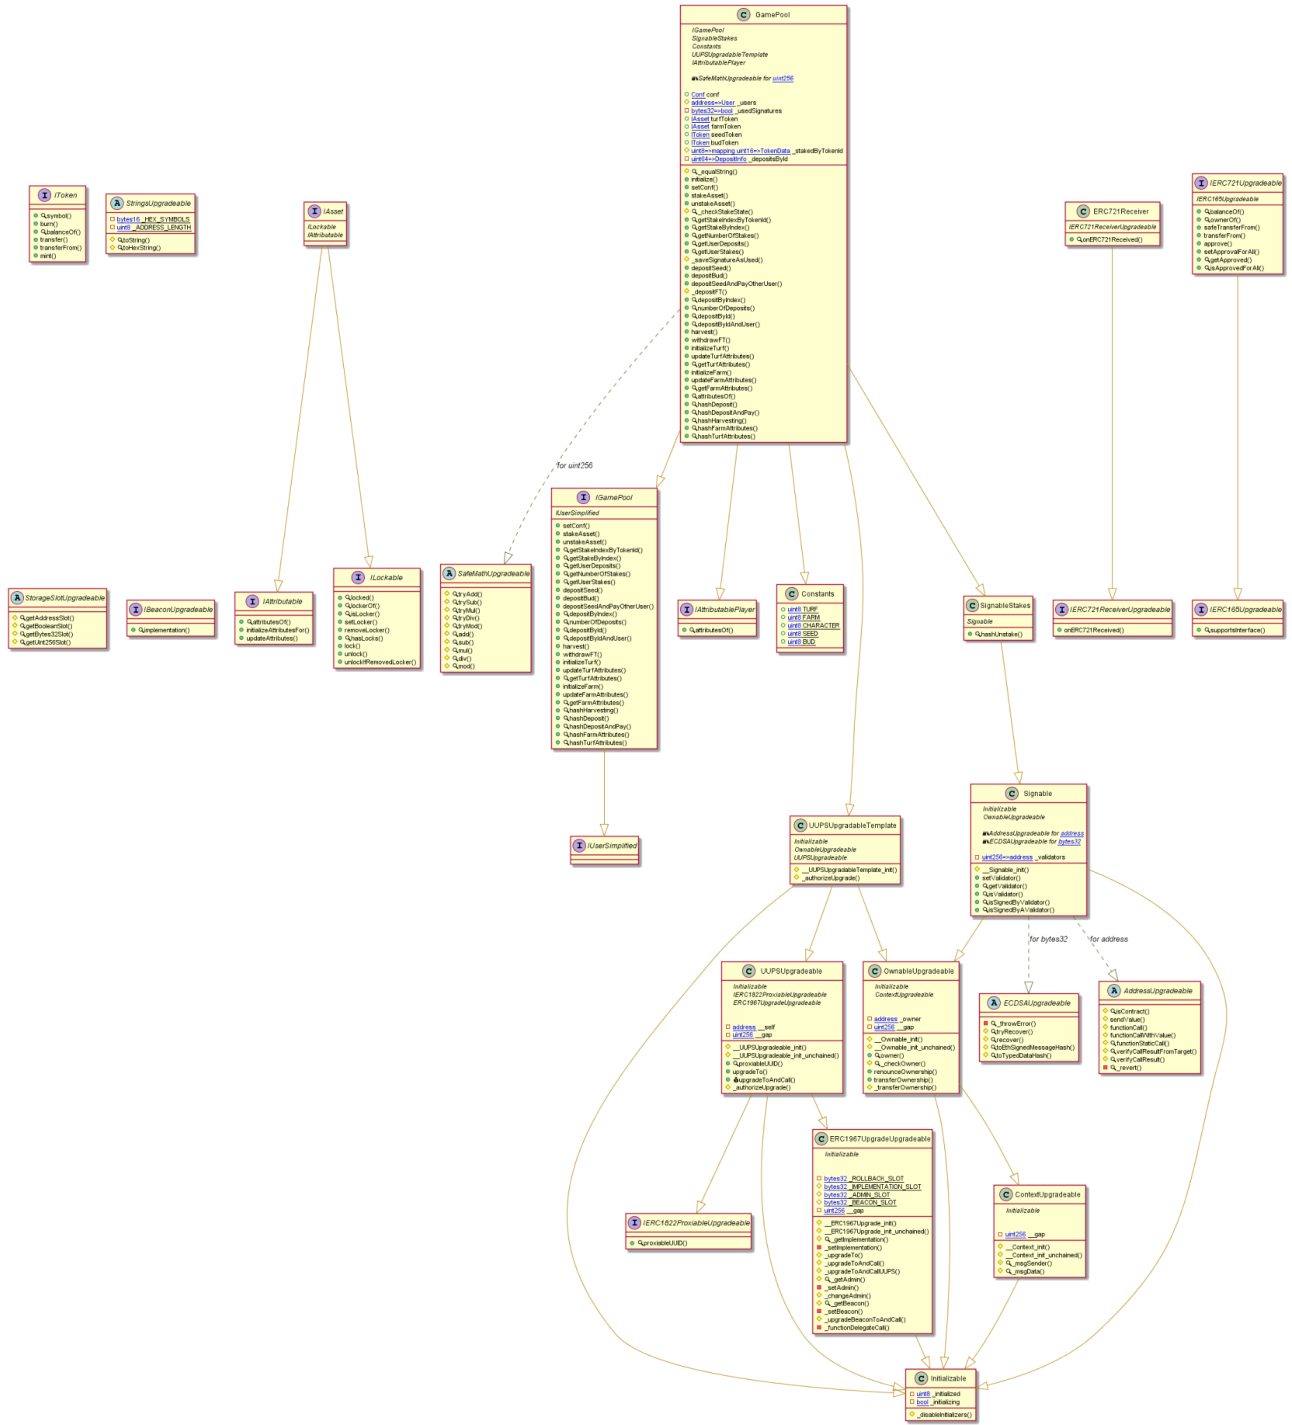 GamePool
IGamePool
SignableStakes
Constants
UUPSUpgradableTemplate
IAttributablePlayer
SafeMathUpgradeable for uint256
Conf conf
address=>User _users
bytes32=>bool _usedSignatures
IAsset turfToken
IAsset farmToken
IToken seedToken
IToken budToken
uint8=>mapping uint16=>TokenData _stakedByTokenId
uint64=>DepositInfo _depositsById
_equalString()
initialize()
setConf()
stakeAsset()
unstakeAsset()
_checkStakeState()
getStakeIndexByTokenId()
getStakeByIndex()
getNumberOfStakes()
getUserDeposits()
getUserStakes()
_saveSignatureAsUsed()
depositSeed()
depositBud()
depositSeedAndPayOtherUser()
_depositFT()
depositByIndex()
numberOfDeposits()
depositById()
depositByIdAndUser()
harvest()
withdrawFT()
initializeTurf()
updateTurfAttributes()
getTurfAttributes()
initializeFarm()
updateFarmAttributes()
getFarmAttributes()
attributesOf()
hashDeposit()
hashDepositAndPay()
hashHarvesting()
hashFarmAttributes()
hashTurfAttributes()
IToken
symbol()
burn()
balanceOf()
transfer()
transferFrom()
mint()
StringsUpgradeable
bytes16 _HEX_SYMBOLS
uint8 _ADDRESS_LENGTH
toString()
toHexString()
IAsset
ILockable
IAttributable
ERC721Receiver
IERC721ReceiverUpgradeable
onERC721Received()
IERC721Upgradeable
IERC165Upgradeable
balanceOf()
ownerOf()
safeTransferFrom()
transferFrom()
approve()
setApprovalForAll()
getApproved()
isApprovedForAll()
for uint256
StorageSlotUpgradeable
getAddressSlot()
getBooleanSlot()
getBytes32Slot()
getUint256Slot()
IBeaconUpgradeable
implementation()
IAttributable
attributesOf()
initializeAttributesFor()
updateAttributes()
ILockable
locked()
lockerOf()
isLocker()
setLocker()
removeLocker()
hasLocks()
lock()
unlock()
unlockIfRemovedLocker()
SafeMathUpgradeable
tryAdd()
trySub()
tryMul()
tryDiv()
tryMod()
add()
sub()
mul()
div()
mod()
IGamePool
IUserSimplified
setConf()
stakeAsset()
unstakeAsset()
getStakeIndexByTokenId()
getStakeByIndex()
getUserDeposits()
getNumberOfStakes()
getUserStakes()
depositSeed()
depositBud()
depositSeedAndPayOtherUser()
depositByIndex()
numberOfDeposits()
depositById()
depositByIdAndUser()
harvest()
withdrawFT()
initializeTurf()
updateTurfAttributes()
getTurfAttributes()
initializeFarm()
updateFarmAttributes()
getFarmAttributes()
hashHarvesting()
hashDeposit()
hashDepositAndPay()
hashFarmAttributes()
hashTurfAttributes()
IAttributablePlayer
attributesOf()
Constants
uint8 TURF
uint8 FARM
uint8 CHARACTER
uint8 SEED
uint8 BUD
SignableStakes
Signable
hashUnstake()
IERC721ReceiverUpgradeable
onERC721Received()
IERC165Upgradeable
supportsInterface()
IUserSimplified
UUPSUpgradableTemplate
Initializable
OwnableUpgradeable
UUPSUpgradeable
__UUPSUpgradableTemplate_init()
_authorizeUpgrade()
Signable
Initializable
OwnableUpgradeable
AddressUpgradeable for address
ECDSAUpgradeable for bytes32
uint256=>address _validators
__Signable_init()
setValidator()
getValidator()
isValidator()
isSignedByValidator()
isSignedByAValidator()
for bytes32
for address
UUPSUpgradeable
Initializable
IERC1822ProxiableUpgradeable
ERC1967UpgradeUpgradeable
address __self
uint256 __gap
__UUPSUpgradeable_init()
__UUPSUpgradeable_init_unchained()
proxiableUUID()
upgradeTo()
upgradeToAndCall()
_authorizeUpgrade()
OwnableUpgradeable
Initializable
ContextUpgradeable
address _owner
uint256 __gap
__Ownable_init()
__Ownable_init_unchained()
owner()
_checkOwner()
renounceOwnership()
transferOwnership()
_transferOwnership()
ECDSAUpgradeable
_throwError()
tryRecover()
recover()
toEthSignedMessageHash()
toTypedDataHash()
AddressUpgradeable
isContract()
sendValue()
functionCall()
functionCallWithValue()
functionStaticCall()
verifyCallResultFromTarget()
verifyCallResult()
_revert()
ERC1967UpgradeUpgradeable
Initializable
bytes32 _ROLLBACK_SLOT
bytes32 _IMPLEMENTATION_SLOT
bytes32 _ADMIN_SLOT
bytes32 _BEACON_SLOT
uint256 __gap
__ERC1967Upgrade_init()
__ERC1967Upgrade_init_unchained()
_getImplementation()
_setImplementation()
_upgradeTo()
_upgradeToAndCall()
_upgradeToAndCallUUPS()
_getAdmin()
_setAdmin()
_changeAdmin()
_getBeacon()
_setBeacon()
_upgradeBeaconToAndCall()
_functionDelegateCall()
IERC1822ProxiableUpgradeable
proxiableUUID()
ContextUpgradeable
Initializable
uint256 __gap
__Context_init()
__Context_init_unchained()
_msgSender()
_msgData()
Initializable
uint8 _initialized
bool _initializing
_disableInitializers()